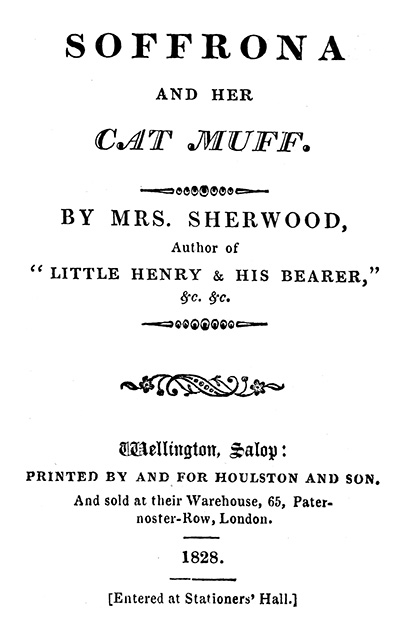 SOFFRONA
AND HER
CAT MUFF.
BY MRS. SHERWOOD,
Author of
“ LITTLE HENRY & HIS BEARER,”
&c. &c.
Wellington, Salop:
PRINTED BY AND FOR HOULSTON AND SON.
And sold at their Warehouse, 65, Pater-
noster-Row, London.
1828.
[Entered at Stationers’ Hall.]